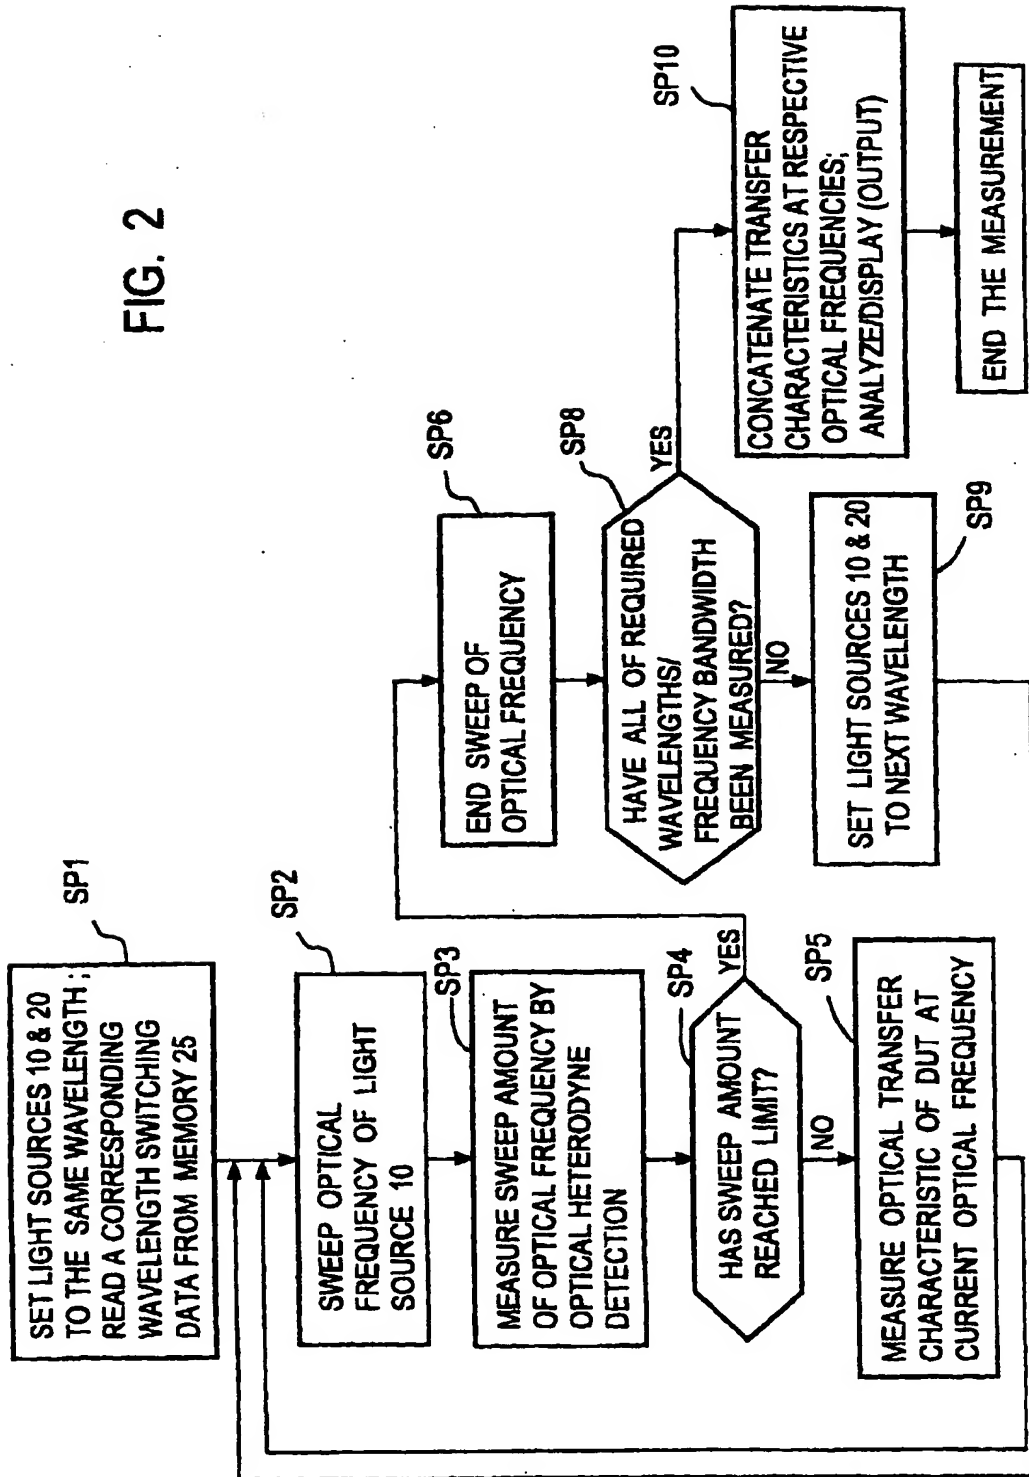 FIG. 2
SP1
SET LIGHT SOURCES 10 & 20
TO THE SAME WAVELENGTH ;
READ A CORRESPONDING
WAVELENGTH SWITCHING
DATA FROM MEMORY 25
SP2
SWEEP OPTICAL
FREQUENCY OF LIGHT
SOURCE 10
SP3
MEASURE SWEEP AMOUNT
OF OPTICAL FREQUENCY BY
OPTICAL HETERODYNE
DETECTION
SP4
HAS SWEEP AMOUNT
REACHED LIMIT?
YES
NO
SP5
MEASURE OPTICAL TRANSFER
CHARACTERISTIC OF DUT AT
CURRENT OPTICAL FREQUENCY
SP6
END SWEEP OF
OPTICAL FREQUENCY
SP8
HAVE ALL OF REQUIRED
WAVELENGTHS/
FREQUENCY BANDWIDTH
BEEN MEASURED?
YES
NO
SET LIGHT SOURCES 10 & 20
TO NEXT WAVELENGTH
SP9
SP10
CONCATENATE TRANSFER
CHARACTERISTICS AT RESPECTIVE
OPTICAL FREQUENCIES;
ANALYZE/DISPLAY (OUTPUT)
END THE MEASUREMENT